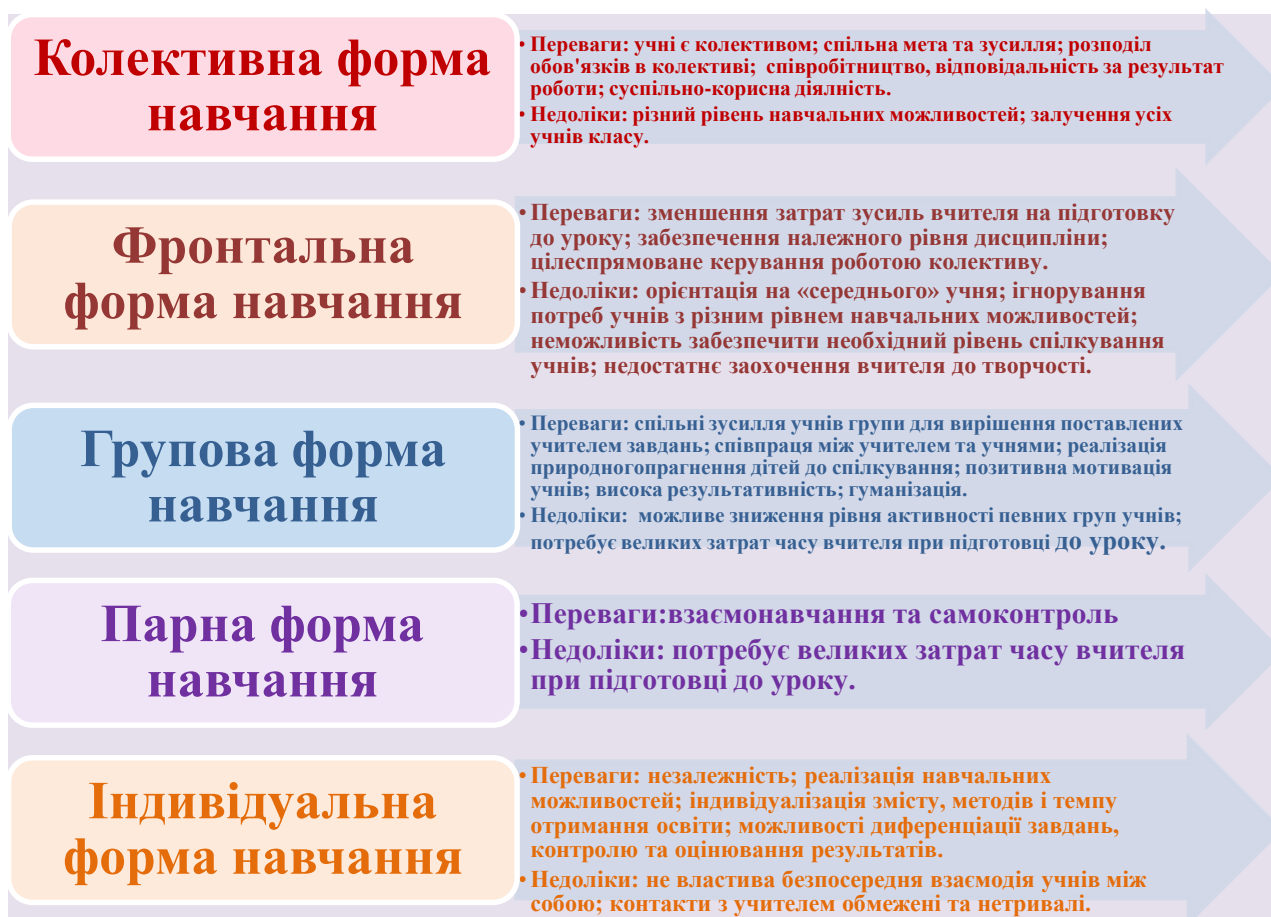 Колективна форма
навчання
• Переваги: учні є колективом; спільна мета та зусилля; розподіл
обов'язків в колективі;  співробітництво, відповідальність за результат
роботи; суспільно-корисна діялність.
• Недоліки: різний рівень навчальних можливостей; залучення усіх
учнів класу.
Фронтальна
форма навчання
• Переваги: зменшення затрат зусиль вчителя на підготовку
до уроку; забезпечення належного рівня дисципліни;
цілеспрямоване керування роботою колективу.
• Недоліки: орієнтація на «середнього» учня; ігнорування
потреб учнів з різним рівнем навчальних можливостей;
неможливість забезпечити необхідний рівень спілкування
учнів; недостатнє заохочення вчителя до творчості.
Групова форма
навчання
• Переваги: спільні зусилля учнів групи для вирішення поставлених
учителем завдань; співпраця між учителем та учнями; реалізація
природногопрагнення дітей до спілкування; позитивна мотивація
учнів; висока результативність; гуманізація.
• Недоліки:  можливе зниження рівня активності певних груп учнів;
потребує великих затрат часу вчителя при підготовці до уроку.
Парна форма
навчання
•Переваги:взаємонавчання та самоконтроль
•Недоліки: потребує великих затрат часу вчителя
при підготовці до уроку.
Індивідуальна
форма навчання
• Переваги: незалежність; реалізація навчальних
можливостей; індивідуалізація змісту, методів і темпу
отримання освіти; можливості диференціації завдань,
контролю та оцінювання результатів.
• Недоліки: не властива безпосередня взаємодія учнів між
собою; контакти з учителем обмежені та нетривалі.